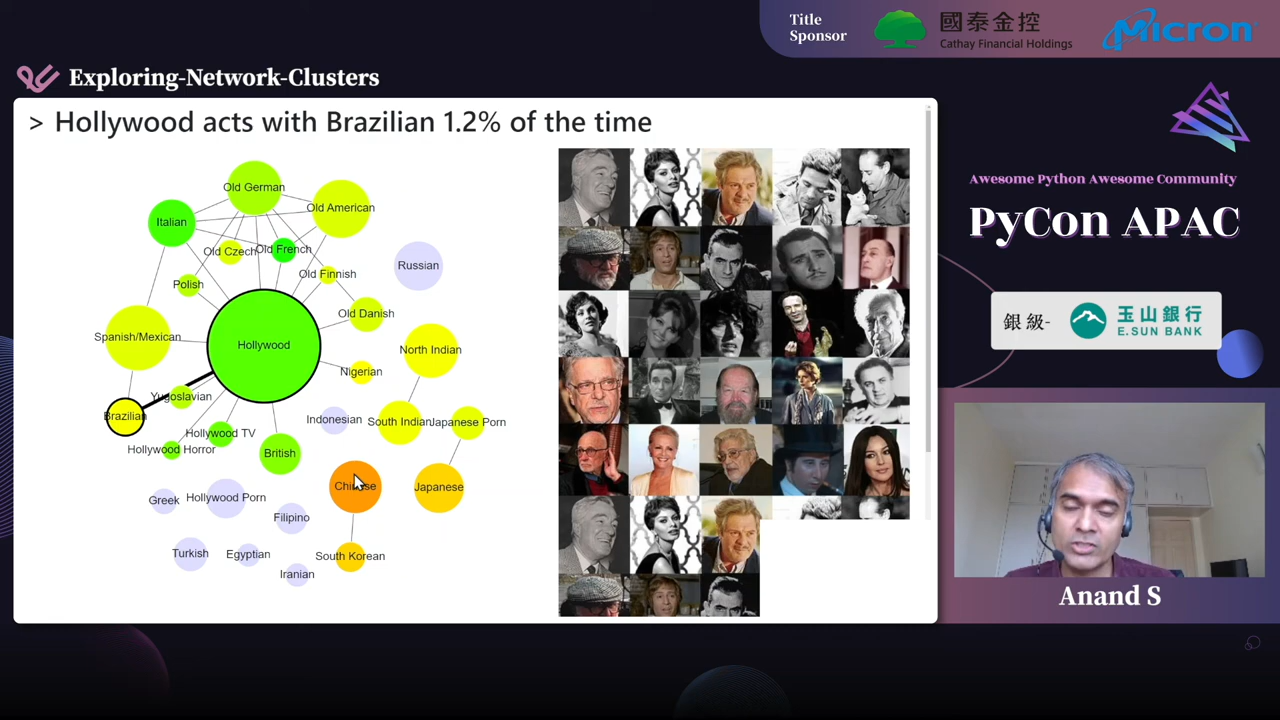 Title
Sponsor
國泰金控
Cathay Financial Holdings
Micron
Exploring-Network-Clusters
> Hollywood acts with Brazilian 1.2% of the time
Old German
Old American
Italian
Old Czech
Old French
Russian
Old Finnish
Polish
Old Danish
Spanish/Mexican
Hollywood
North Indian
Nigerian
Yugoslavian
Brazilian
Indonesian
South Indian
Japanese Porn
Hollywood TV
Hollywood Horror
British
Chinese
Japanese
Greek
Hollywood Porn
Filipino
Turkish
Egyptian
South Korean
Iranian
Awesome Python Awesome Community
PyCon APAC
銀級-
玉山銀行
E.SUN BANK
Anand S